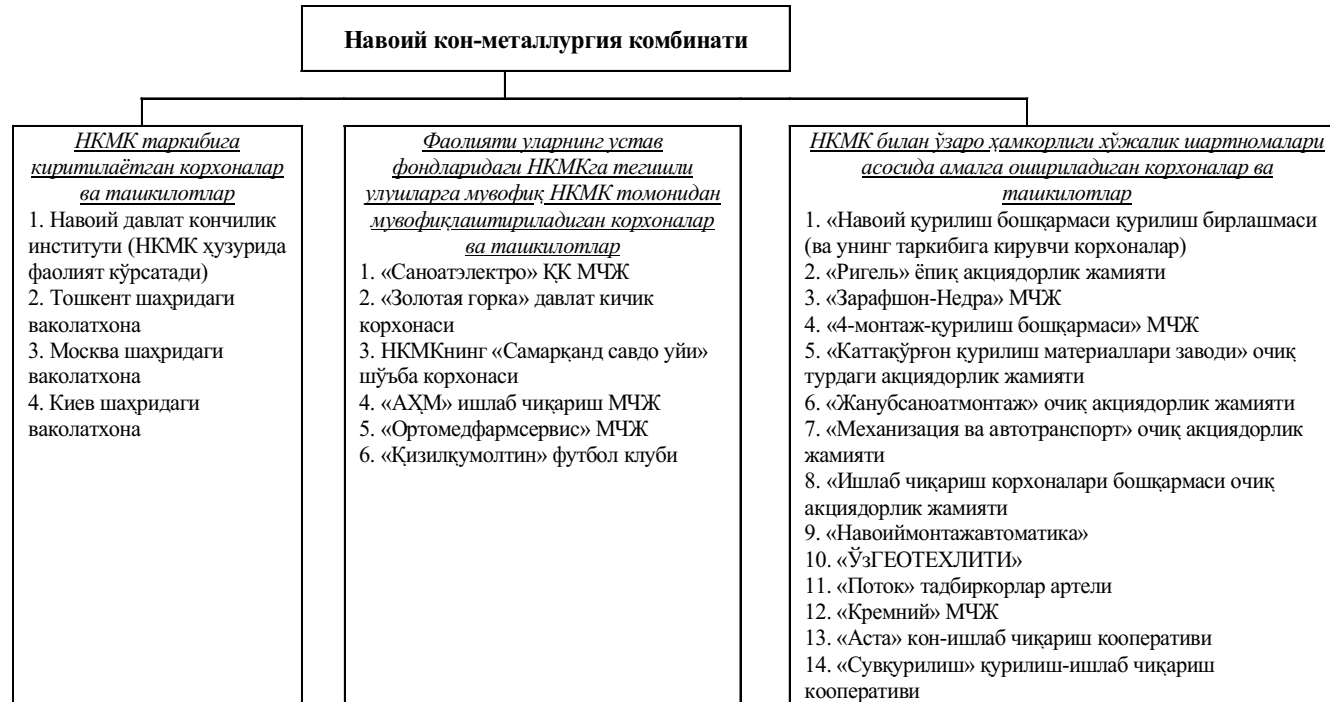 Навоий кон-металлургия комбинати
НКМК таркибига
киритилаётган корхоналар
ва ташкилотлар
1. Навоий давлат кончилик
институти (НКМК ҳузурида
фаолият кўрсатади)
2. Тошкент шаҳридаги
ваколатхона
3. Москва шаҳридаги
ваколатхона
4. Киев шаҳридаги
ваколатхона
Фаолияти уларнинг устав
фондларидаги НКМКга тегишли
улушларга мувофиқ НКМК томонидан
мувофиқлаштириладиган корхоналар
ва ташкилотлар
1. «Саноатэлектро» ҚК МЧЖ
2. «Золотая горка» давлат кичик
корхонаси
3. НКМКнинг «Самарқанд савдо уйи»
шўъба корхонаси
4. «АҲМ» ишлаб чиқариш МЧЖ
5. «Ортомедфармсервис» МЧЖ
6. «Қизилқумолтин» футбол клуби
НКМК билан ўзаро ҳамкорлиги хўжалик шартномалари
асосида амалга ошириладиган корхоналар ва
ташкилотлар
1. «Навоий қурилиш бошқармаси қурилиш бирлашмаси
(ва унинг таркибига кирувчи корхоналар)
2. «Ригель» ёпиқ акциядорлик жамияти
3. «Зарафшон-Недра» МЧЖ
4. «4-монтаж-қурилиш бошқармаси» МЧЖ
5. «Каттақўрғон қурилиш материаллари заводи» очиқ
турдаги акциядорлик жамияти
6. «Жанубсаноатмонтаж» очиқ акциядорлик жамияти
7. «Механизация ва автотранспорт» очиқ акциядорлик
жамияти
8. «Ишлаб чиқариш корхоналари бошқармаси очиқ
акциядорлик жамияти
9. «Навоиймонтажавтоматика»
10. «ЎзГЕОТЕХЛИТИ»
11. «Поток» тадбиркорлар артели
12. «Кремний» МЧЖ
13. «Аста» кон-ишлаб чиқариш кооперативи
14. «Сувқурилиш» қурилиш-ишлаб чиқариш
кооперативи